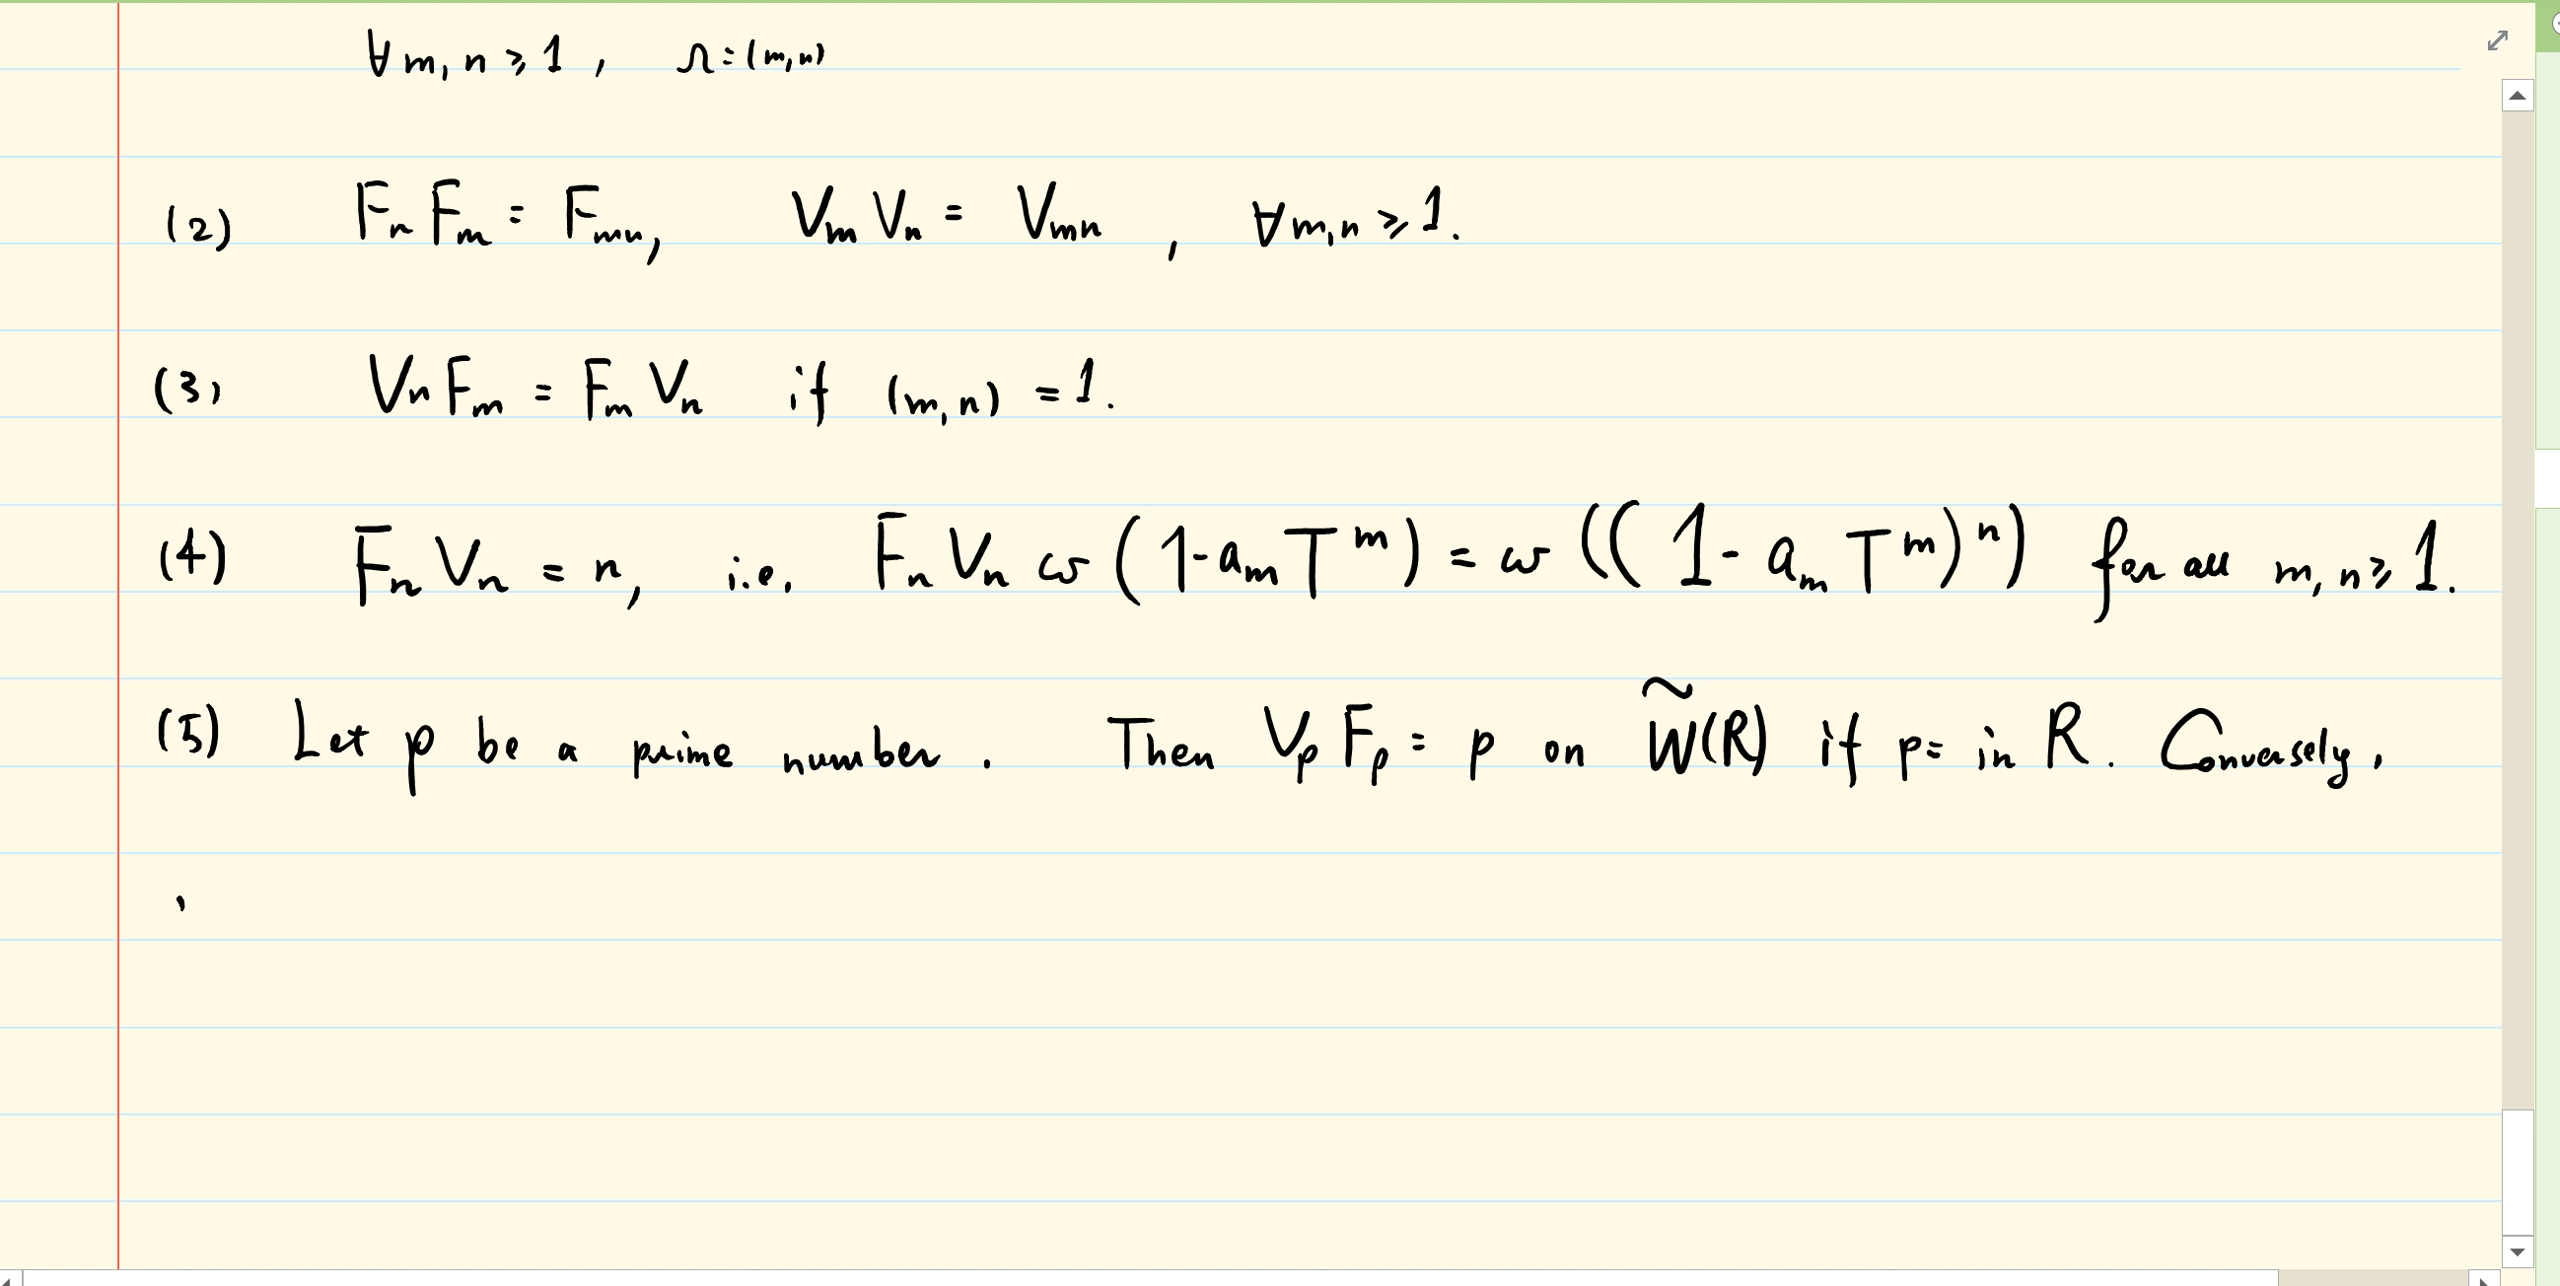 ∀ m, n ≥ 1 , r = (m, n)
(2) F_n F_m = F_{mn}, V_m V_n = V_{mn} , ∀ m, n ≥ 1.
(3) V_n F_m = F_m V_n if (m, n) = 1.
(4) F_n V_n = n, i.e. F_n V_n ω (1 - a_m T^m) = ω ((1 - a_m T^m)^n) for all m, n ≥ 1.
(5) Let p be a prime number. Then V_p F_p = p on W̃(R) if p = in R. Conversely,